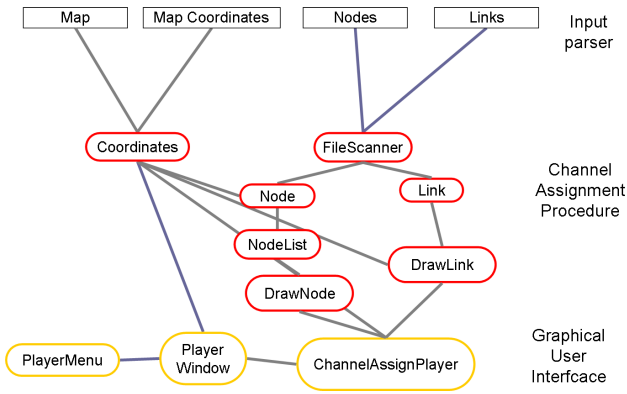 Map
Map Coordinates
Nodes
Links
Input
parser
Coordinates
FileScanner
Node
Link
Channel
Assignment
Procedure
NodeList
DrawLink
DrawNode
PlayerMenu
Player
Window
ChannelAssignPlayer
Graphical
User
Interfcace